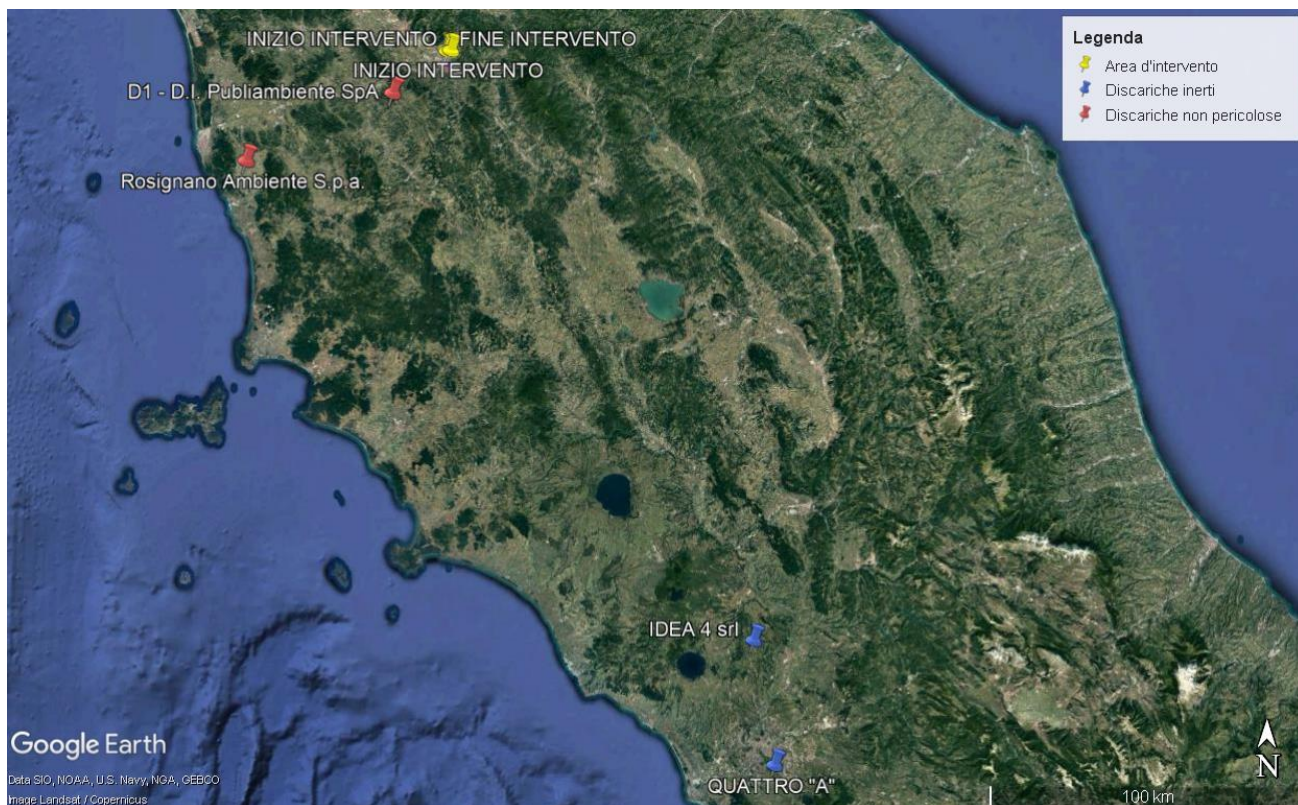 INIZIO INTERVENTO FINE INTERVENTO
INIZIO INTERVENTO
D1 - D.I. Publiambiente SpA
Rosignano Ambiente S.p.a.
Legenda
Area d'intervento
Discariche inerti
Discariche non pericolose
IDEA 4 srl
QUATTRO "A"
Google Earth
Data SIO, NOAA, U.S. Navy, NGA, GEBCO
Image Landsat / Copernicus
100 km
N